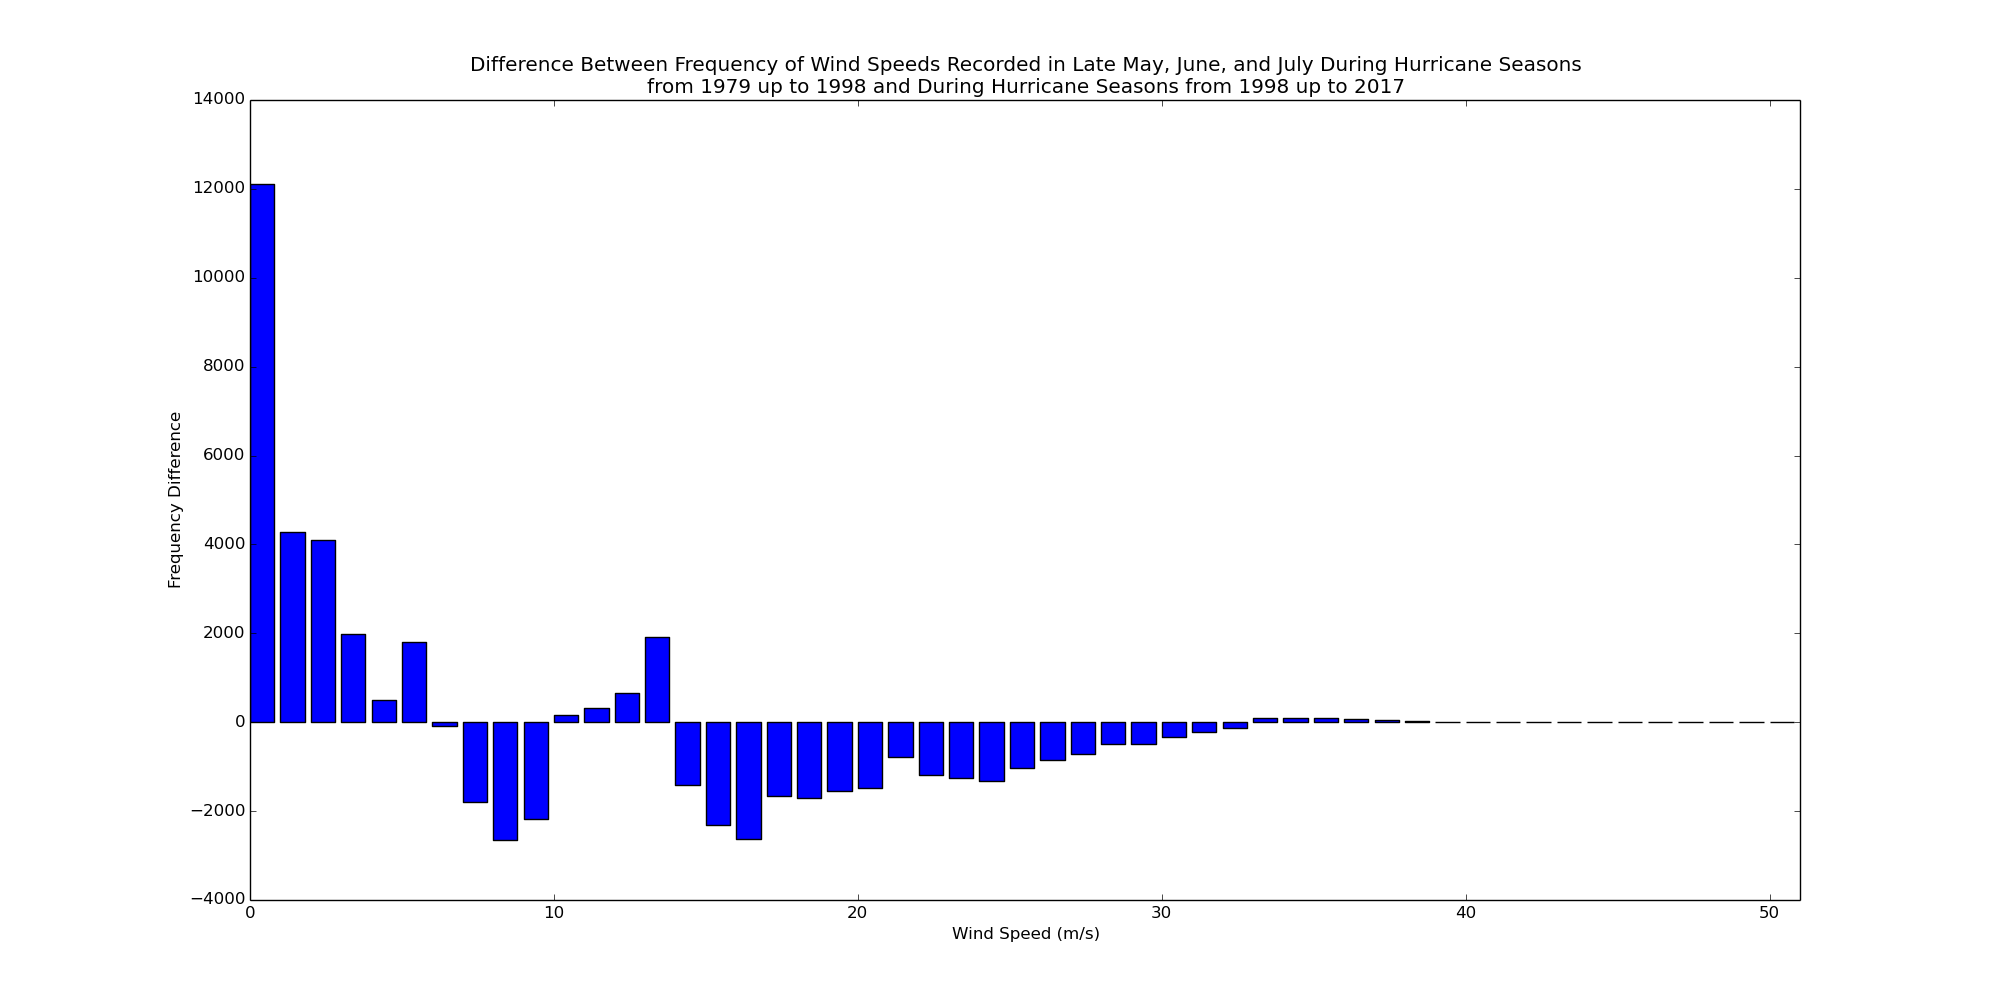 Difference Between Frequency of Wind Speeds Recorded in Late May, June, and July During Hurricane Seasons
from 1979 up to 1998 and During Hurricane Seasons from 1998 up to 2017
14000
12000
10000
8000
6000
4000
2000
0
−2000
−4000
Frequency Difference
0 10 20 30 40 50
Wind Speed (m/s)